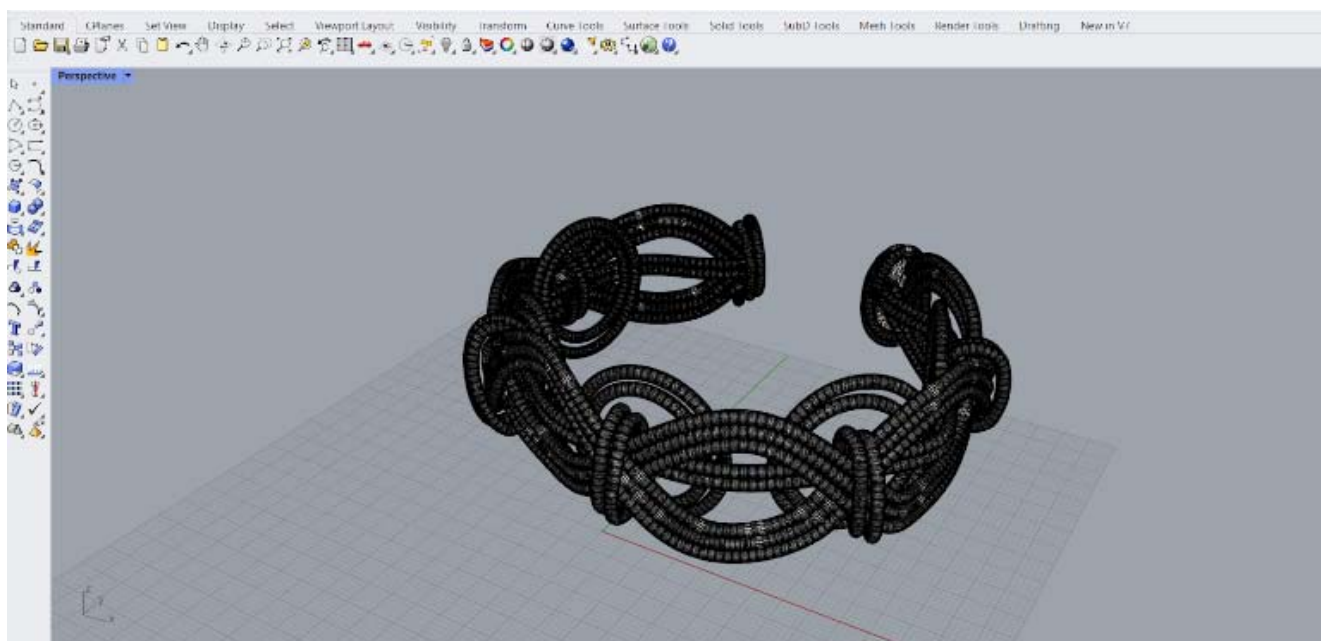 Standard CPlanes Set View Display Select Viewport Layout Visibility Transform Curve Tools Surface Tools Solid Tools SubD Tools Mesh Tools Render Tools Drafting New in V7
Perspective
z
y
x